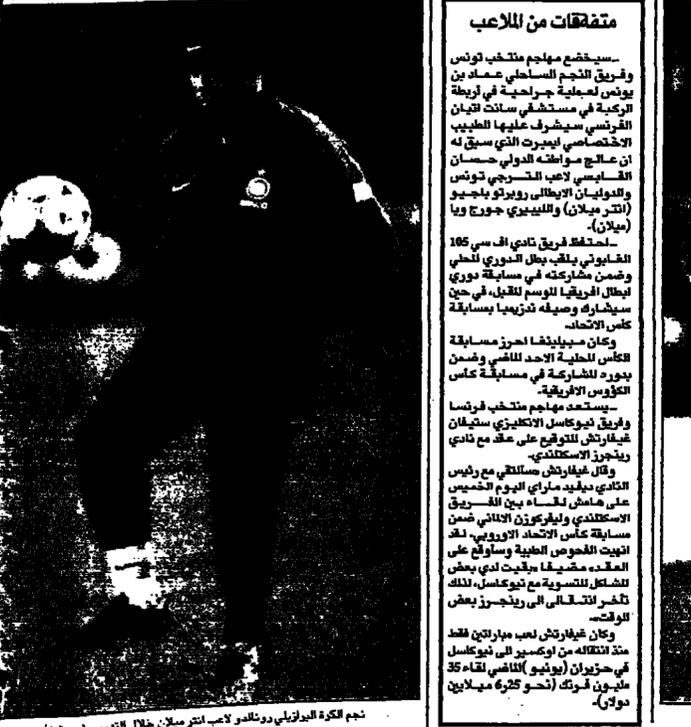 متفرقات من الملاعب
ـ سيخضع مهاجم منتخب تونس
وفريق النجم الساحلي عماد بن
يونس لعملية جراحية في اربطة
الركبة في مستشفى سانت اتيان
الفرنسي سيشرف عليها الطبيب
الاختصاصي ايمبرت الذي سبق له
ان عالج مواطنه الدولي حسان
القابسي لاعب الترجي تونس
والدوليان الايطالي روبرتو باجيو
(انتر ميلان) والليبيري جورج ويا
(ميلان).
ـ احتفظ فريق نادي اف سي 105
الغابوني بلقب بطل الدوري المحلي
وضمن مشاركته في مسابقة دوري
ابطال افريقيا للوسم المقبل، في حين
سيشارك وصيفه بمسابقة
كأس الاتحاد.
وكان مبيلينغا احرز مسابقة
الكأس المحلية الاحد الماضي وضمن
بدوره المشاركة في مسابقة كأس
الكؤوس الافريقية.
ـ يستعد مهاجم منتخب فرنسا
وفريق نيوكاسل الانكليزي ستيفان
غيفارتش للتوقيع على عقد مع نادي
رينجرز الاسكتلندي.
وقال غيفارتش «سألتقي مع رئيس
النادي ديفيد ماراي اليوم الخميس
على هامش لقاء بين الفريق
الاسكتلندي وليفركوزن الالماني ضمن
مسابقة كأس الاتحاد الاوروبي. لقد
انهيت الفحوص الطبية وسأوقع على
العقد» مضيفا «بقيت لدي بعض
المشاكل للتسوية مع نيوكاسل، لذلك
تأخر انتقالي الى رينجرز بعض
الوقت».
وكان غيفارتش لعب مباراتين فقط
منذ انتقاله من اوكسير الى نيوكاسل
في حزيران (يونيو) الماضي لقاء 35
مليون فرنك (نحو 6٫25 ملايين
دولار).
نجم الكرة البرازيلي رونالدو لاعب انتر ميلان خلال